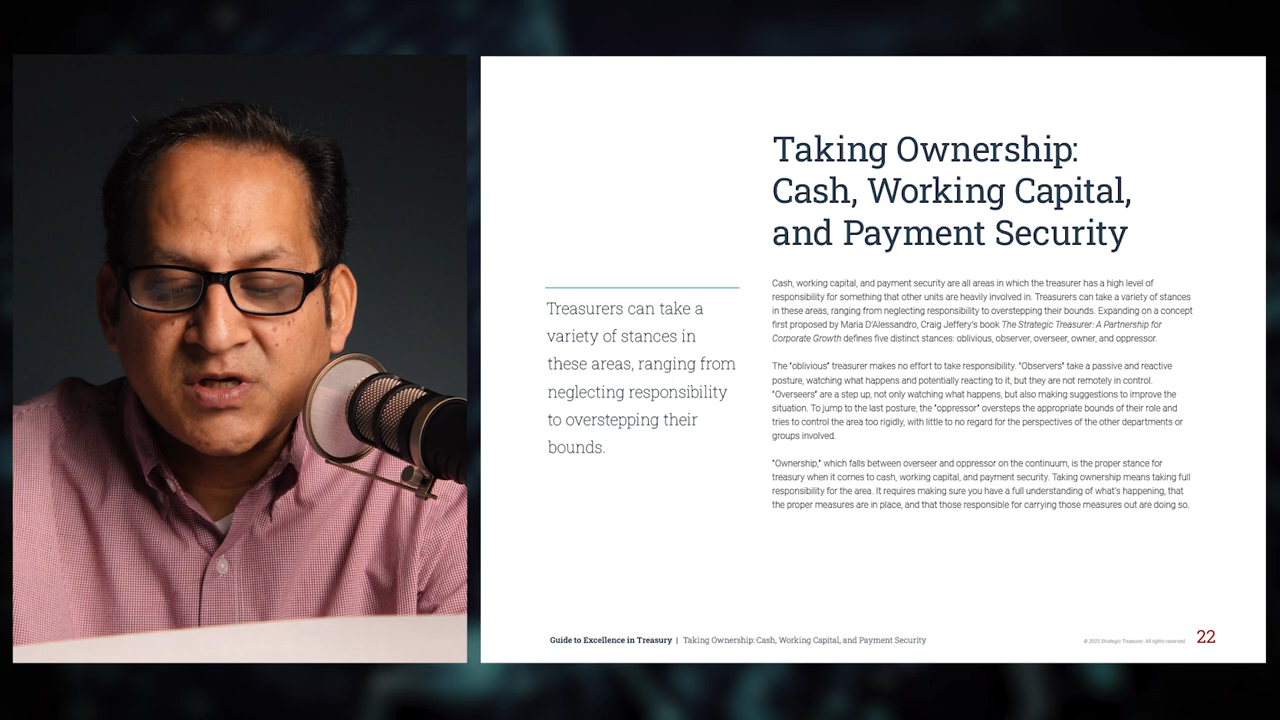 Taking Ownership:
Cash, Working Capital,
and Payment Security
Treasurers can take a
variety of stances in
these areas, ranging from
neglecting responsibility
to overstepping their
bounds.
Cash, working capital, and payment security are all areas in which the treasurer has a high level of
responsibility for something that other units are heavily involved in. Treasurers can take a variety of stances
in these areas, ranging from neglecting responsibility to overstepping their bounds. Expanding on a concept
first proposed by Maria D'Alessandro, Craig Jeffery's book The Strategic Treasurer: A Partnership for
Corporate Growth defines five distinct stances: oblivious, observer, overseer, owner, and oppressor.
The "oblivious" treasurer makes no effort to take responsibility. "Observers" take a passive and reactive
posture, watching what happens and potentially reacting to it, but they are not remotely in control.
"Overseers" are a step up, not only watching what happens, but also making suggestions to improve the
situation. To jump to the last posture, the "oppressor" oversteps the appropriate bounds of their role and
tries to control the area too rigidly, with little to no regard for the perspectives of the other departments or
groups involved.
"Ownership," which falls between overseer and oppressor on the continuum, is the proper stance for
treasury when it comes to cash, working capital, and payment security. Taking ownership means taking full
responsibility for the area. It requires making sure you have a full understanding of what's happening, that
the proper measures are in place, and that those responsible for carrying those measures out are doing so.
Guide to Excellence in Treasury | Taking Ownership: Cash, Working Capital, and Payment Security
© 2025 Strategic Treasurer. All rights reserved. 22